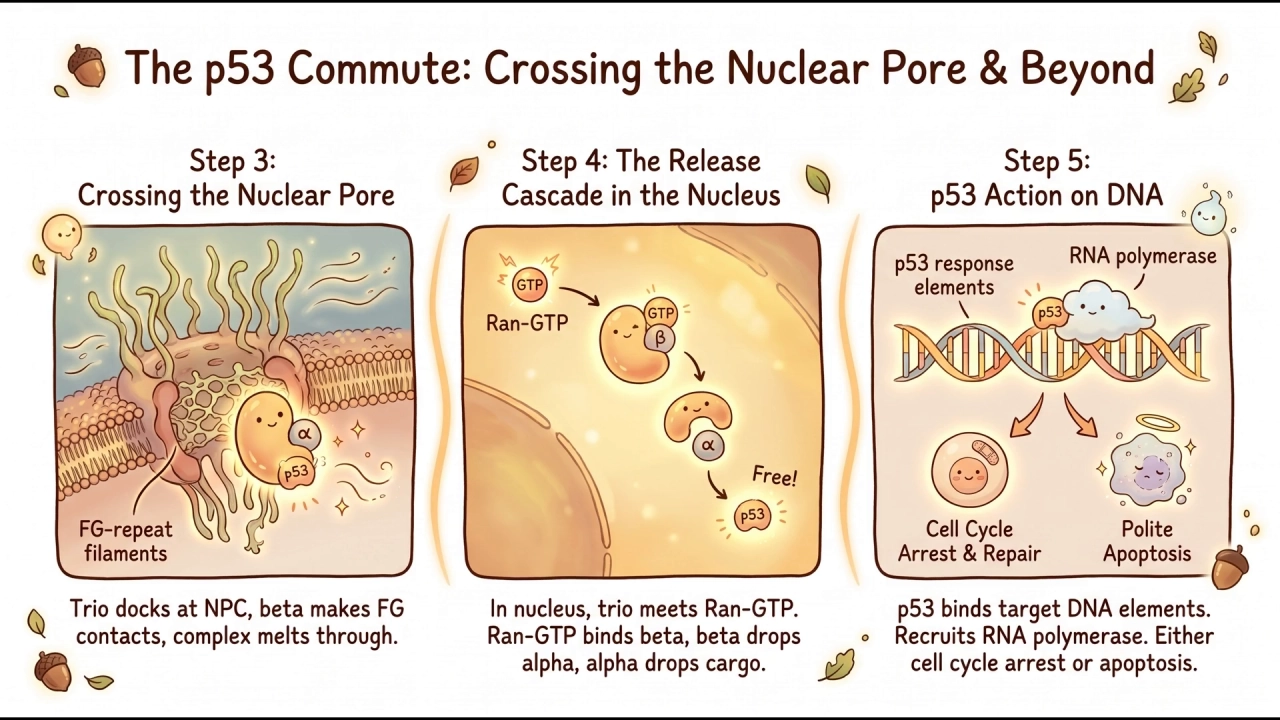 The p53 Commute: Crossing the Nuclear Pore & Beyond
Step 3:
Crossing the Nuclear Pore
α
p53
FG-repeat
filaments
Trio docks at NPC, beta makes FG
contacts, complex melts through.
Step 4: The Release
Cascade in the Nucleus
GTP
Ran-GTP
GTP
β
α
Free!
p53
In nucleus, trio meets Ran-GTP.
Ran-GTP binds beta, beta drops
alpha, alpha drops cargo.
Step 5:
p53 Action on DNA
p53 response
elements
RNA polymerase
p53
Cell Cycle
Arrest & Repair
Polite
Apoptosis
p53 binds target DNA elements.
Recruits RNA polymerase. Either
cell cycle arrest or apoptosis.